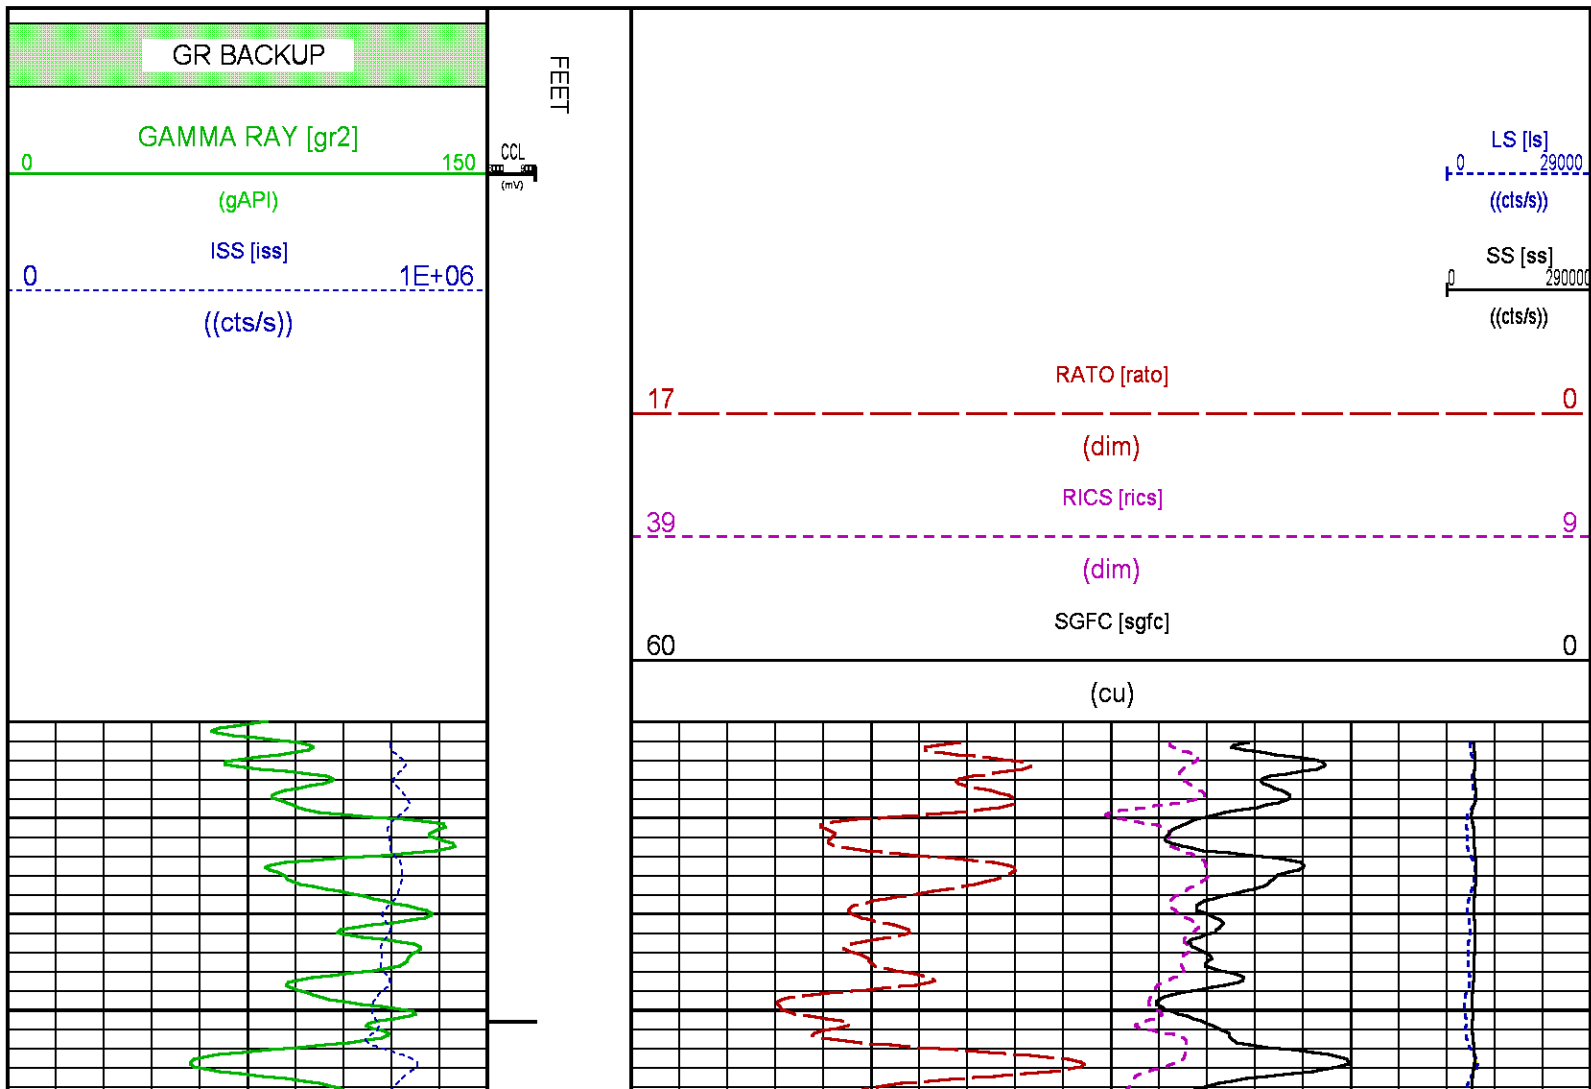 GR BACKUP
GAMMA RAY [gr2]
0 150
(gAPI)
ISS [iss]
0 1E+06
((cts/s))
CCL
(mV)
FEET
LS [ls]
0 29000
((cts/s))
SS [ss]
0 290000
((cts/s))
RATO [rato]
17 0
(dim)
RICS [rics]
39 9
(dim)
SGFC [sgfc]
60 0
(cu)